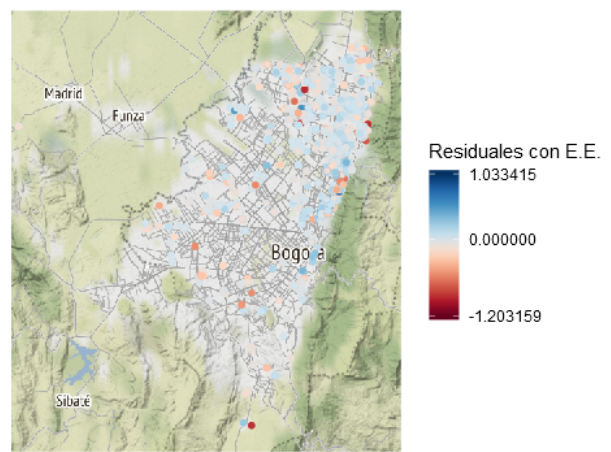 Madrid
Funza
Bogotá
Sibaté
Residuales con E.E.
1.033415
0.000000
-1.203159